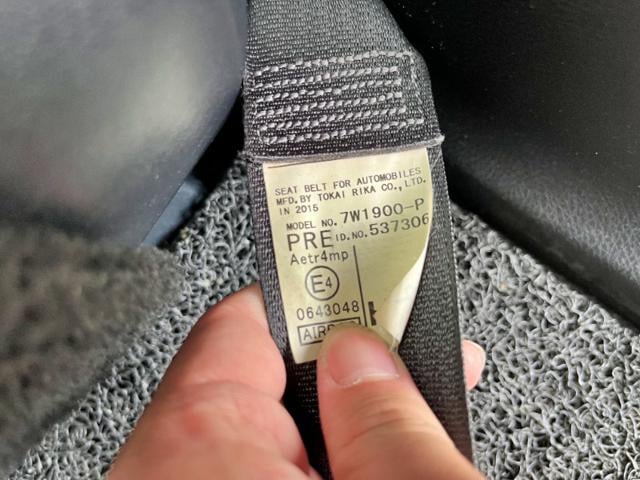 SEAT BELT FOR AUTOMOBILES
MFD.BY TOKAI RIKA CO.,LTD.
IN 2015
MODEL NO. 7W1900-P
PRE ID.NO. 537306
Aetr4mp
E4
0643048